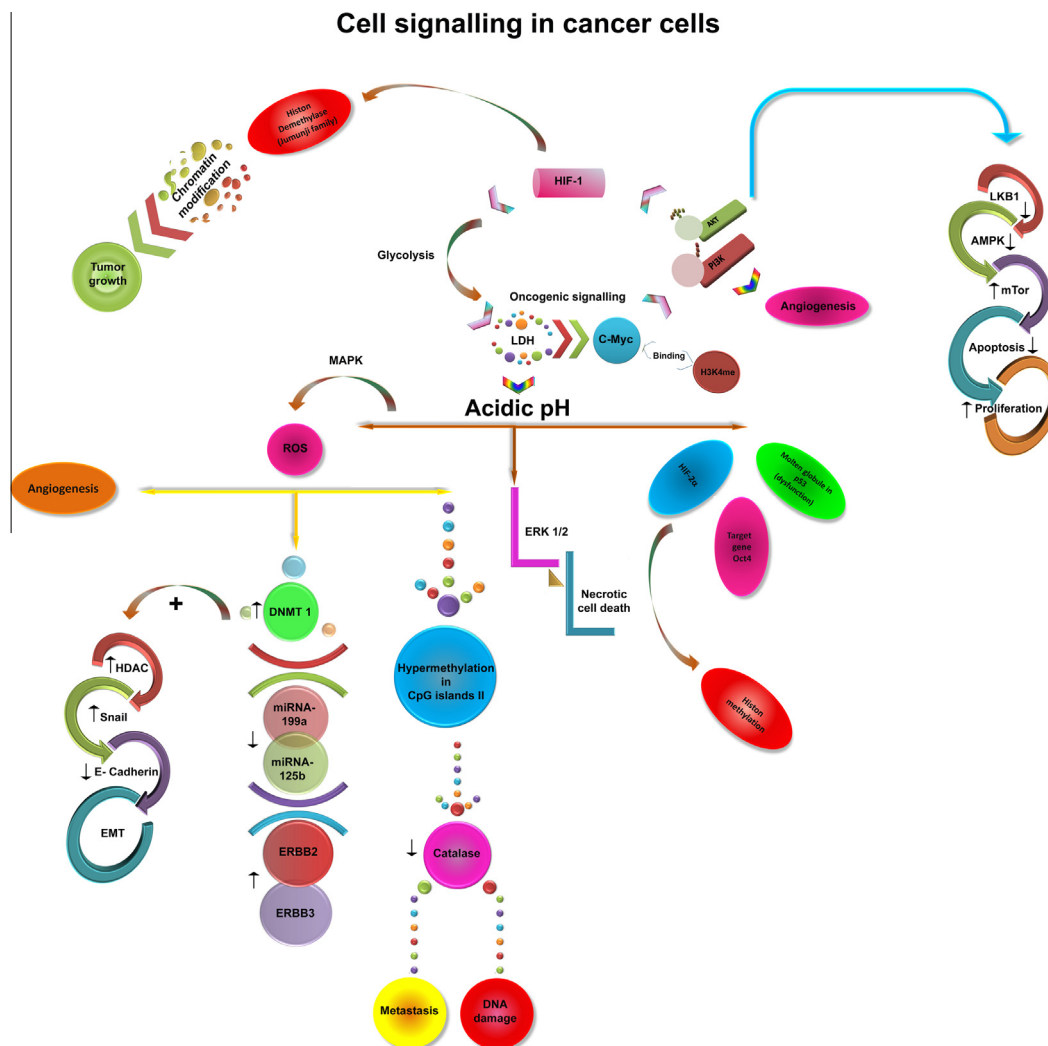 Cell signalling in cancer cells
Histon
Demethylase
(Jumunji family)
Chromatin
modification
Tumor
growth
HIF-1
Glycolysis
AKT
PI3K
Angiogenesis
Oncogenic signalling
LDH
C-Myc
Binding
H3K4me
LKB1 ↓
AMPK ↓
↑ mTor
Apoptosis ↓
↑ Proliferation
MAPK
Acidic pH
ROS
Angiogenesis
ERK 1/2
Necrotic
cell death
HIF-2α
Molten globule in
p53
(dysfunction)
Target
gene
Oct4
Histon
methylation
+
↑ DNMT 1
↑ HDAC
↑ Snail
↓ E- Cadherin
EMT
miRNA-
199a
↓
miRNA-
125b
ERBB2
↑
ERBB3
Hypermethylation
in
CpG islands II
↓ Catalase
Metastasis
DNA
damage